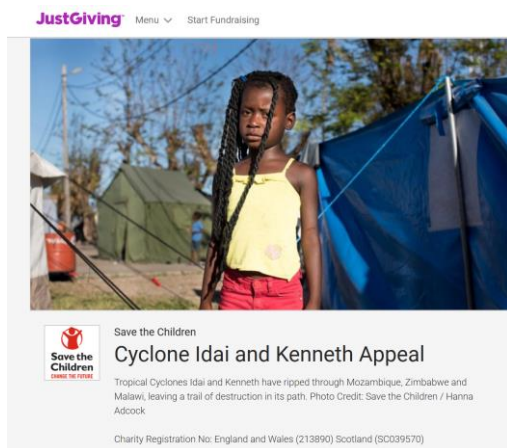 JustGiving™ Menu Start Fundraising
Save the Children
Save the
Children
CHANGE THE FUTURE
Cyclone Idai and Kenneth Appeal
Tropical Cyclones Idai and Kenneth have ripped through Mozambique, Zimbabwe and
Malawi, leaving a trail of destruction in its path. Photo Credit: Save the Children / Hanna
Adcock
Charity Registration No: England and Wales (213890) Scotland (SC039570)